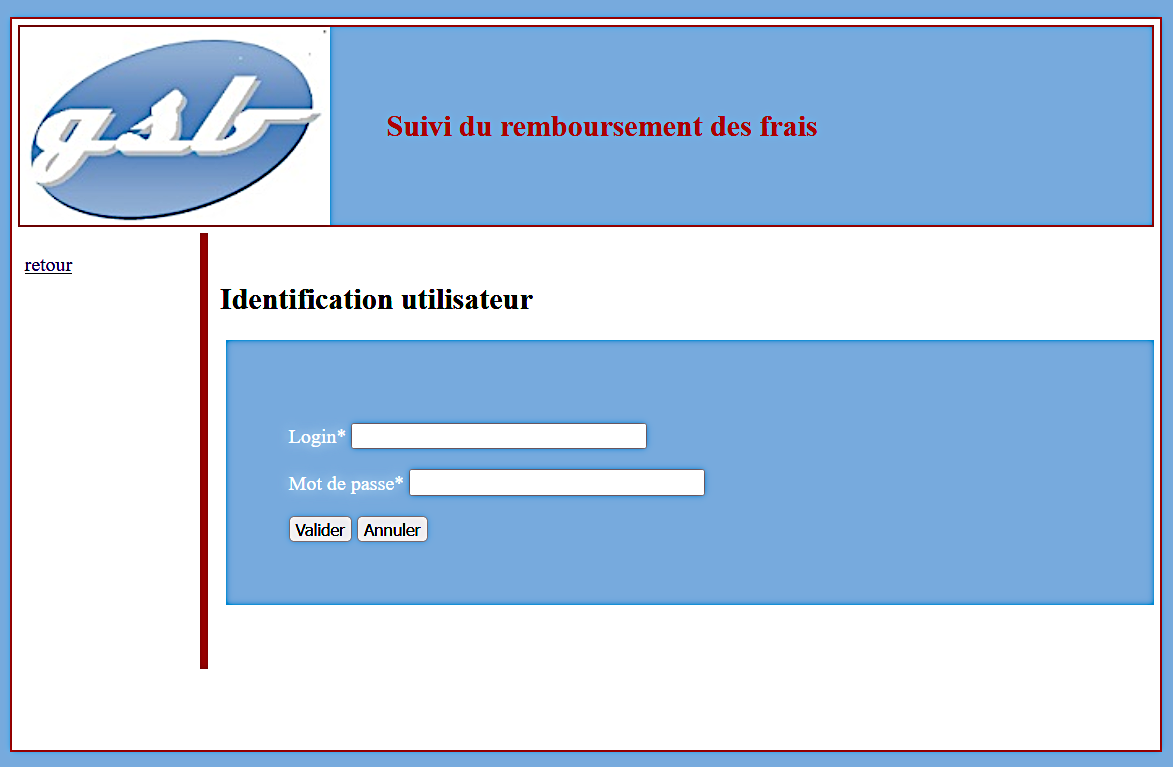 gsb
Suivi du remboursement des frais
retour
Identification utilisateur
Login*
Mot de passe*
Valider Annuler